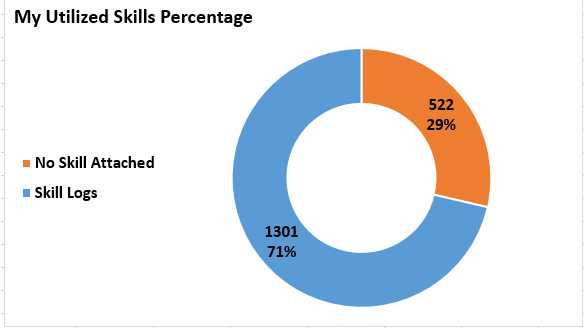 My Utilized Skills Percentage
522
29%
No Skill Attached
Skill Logs
1301
71%